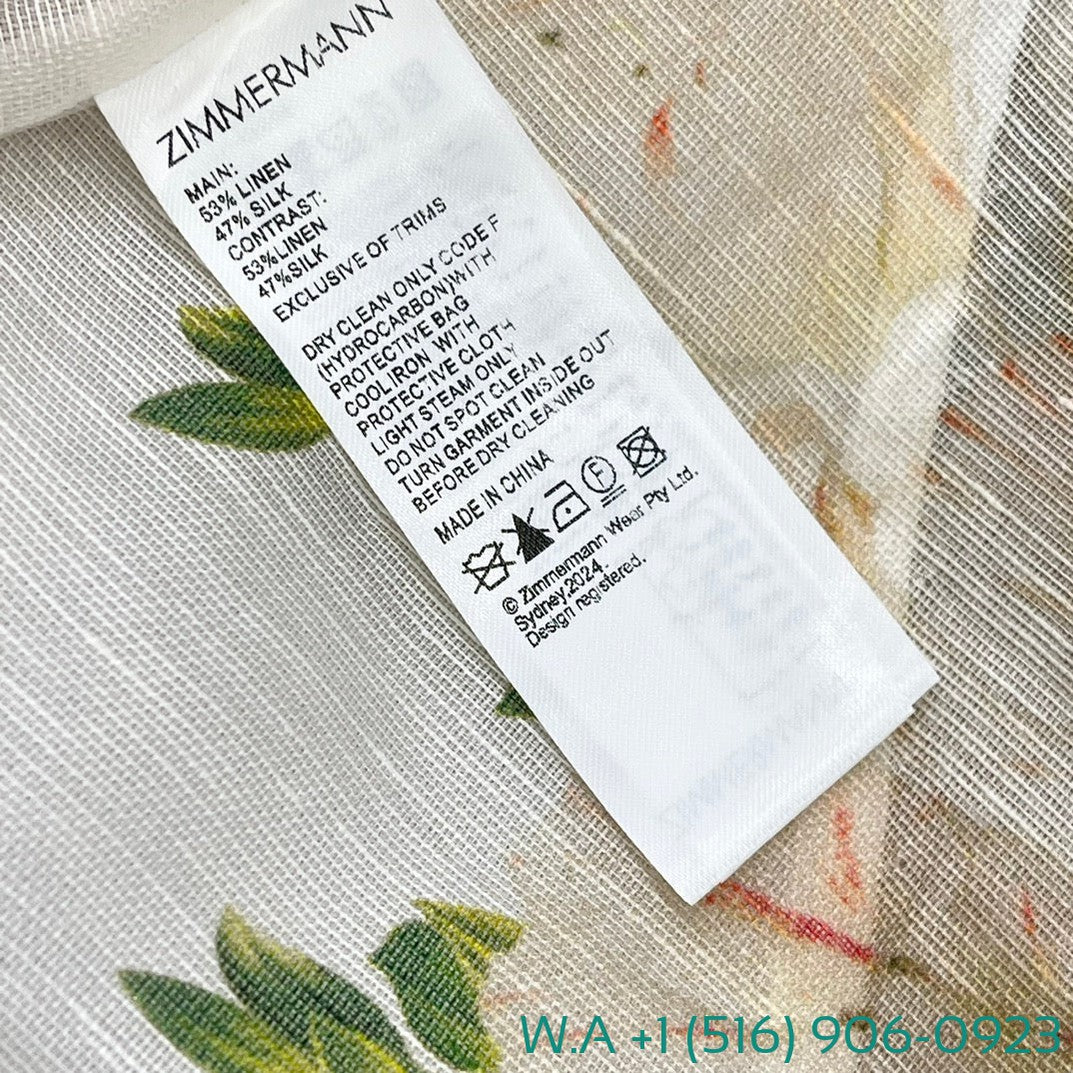 ZIMMERMANN
MAIN:
53% LINEN
47% SILK
CONTRAST:
53%LINEN
47%SILK
EXCLUSIVE OF TRIMS
DRY CLEAN ONLY CODE F
(HYDROCARBON)WITH
PROTECTIVE BAG
COOL IRON WITH
PROTECTIVE CLOTH
LIGHT STEAM ONLY
DO NOT SPOT CLEAN
TURN GARMENT INSIDE OUT
BEFORE DRY CLEANING
MADE IN CHINA
F
© Zimmermann Wear Pty Ltd.
Sydney,2024.
Design registered.
W.A +1 (516) 906-0923